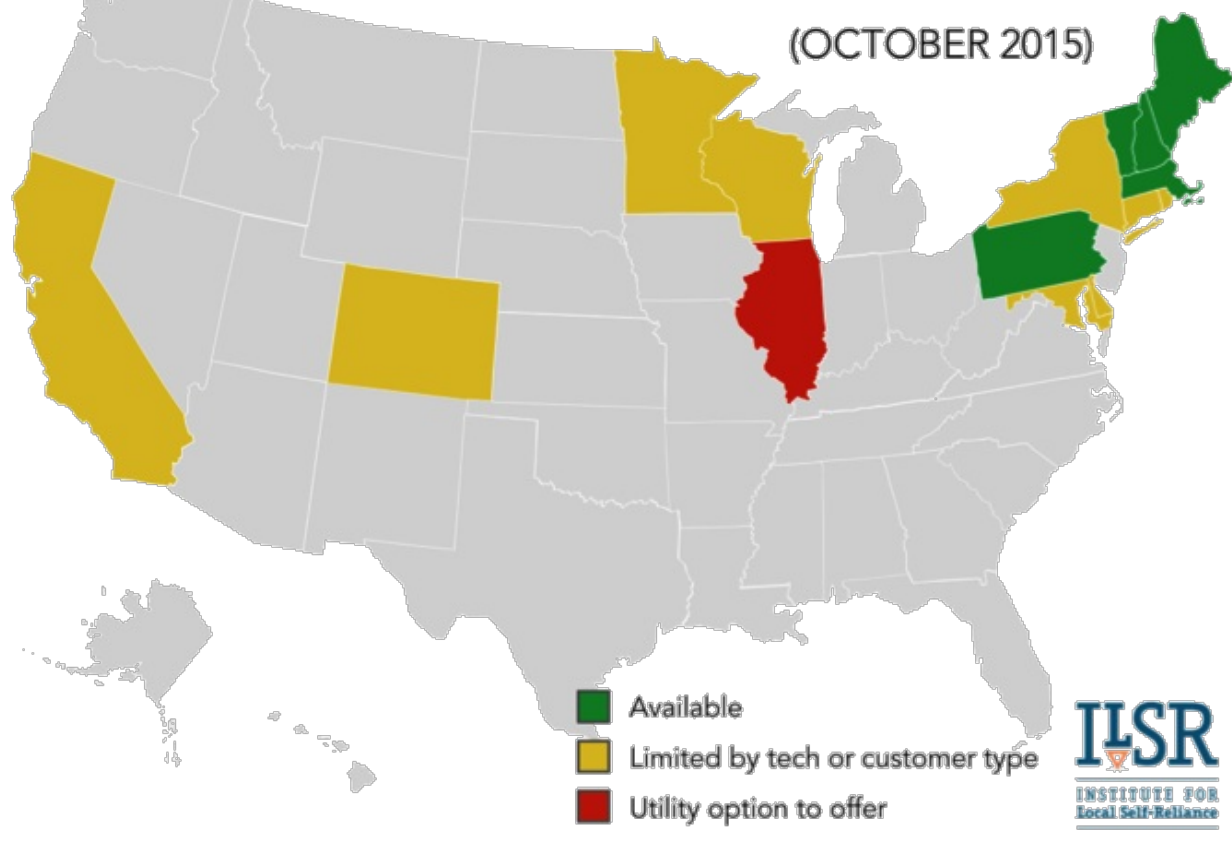 (OCTOBER 2015)
Available
Limited by tech or customer type
Utility option to offer
ILSR
INSTITUTE FOR
Local Self-Reliance